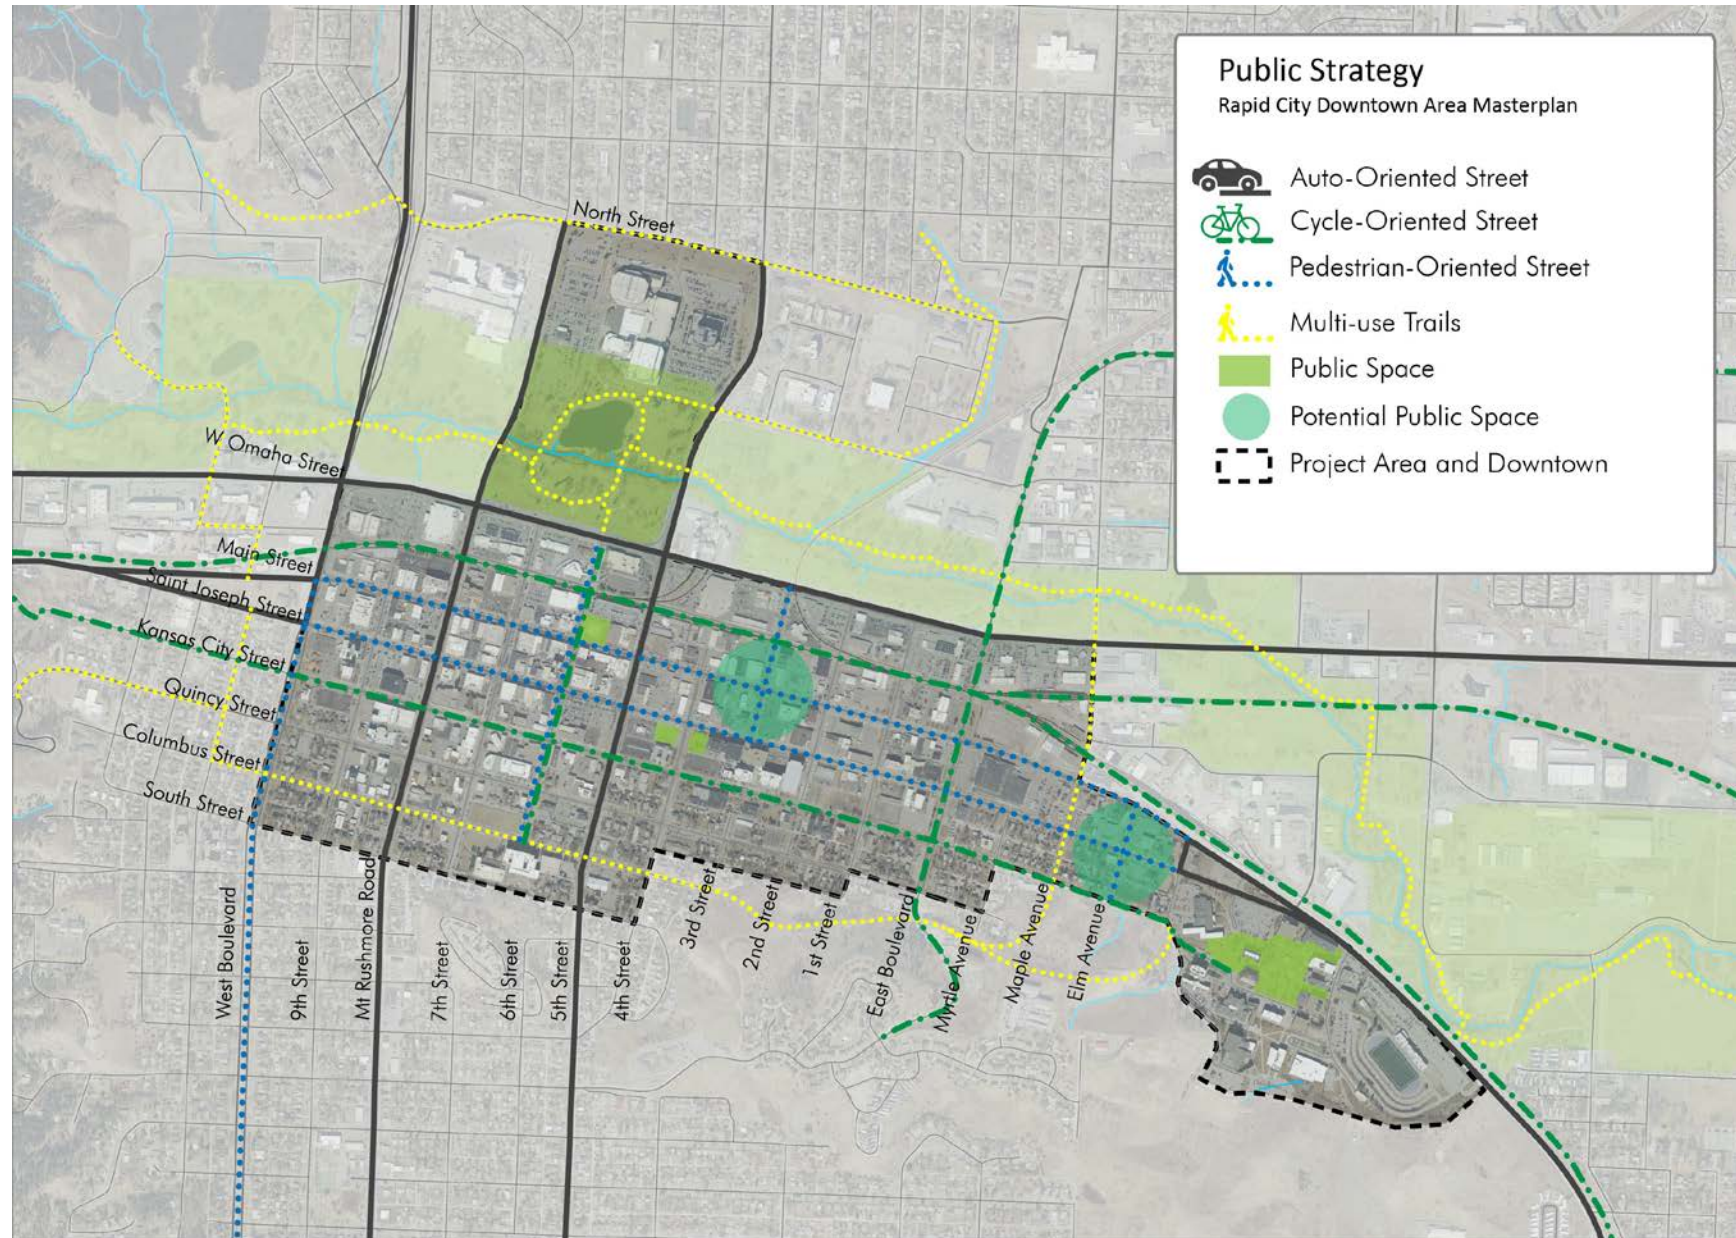 Public Strategy
Rapid City Downtown Area Masterplan
Auto-Oriented Street
Cycle-Oriented Street
Pedestrian-Oriented Street
Multi-use Trails
Public Space
Potential Public Space
Project Area and Downtown
North Street
W Omaha Street
Main Street
Saint Joseph Street
Kansas City Street
Quincy Street
Columbus Street
South Street
West Boulevard
9th Street
Mt Rushmore Road
7th Street
6th Street
5th Street
4th Street
3rd Street
2nd Street
1st Street
East Boulevard
Myrtle Avenue
Maple Avenue
Elm Avenue